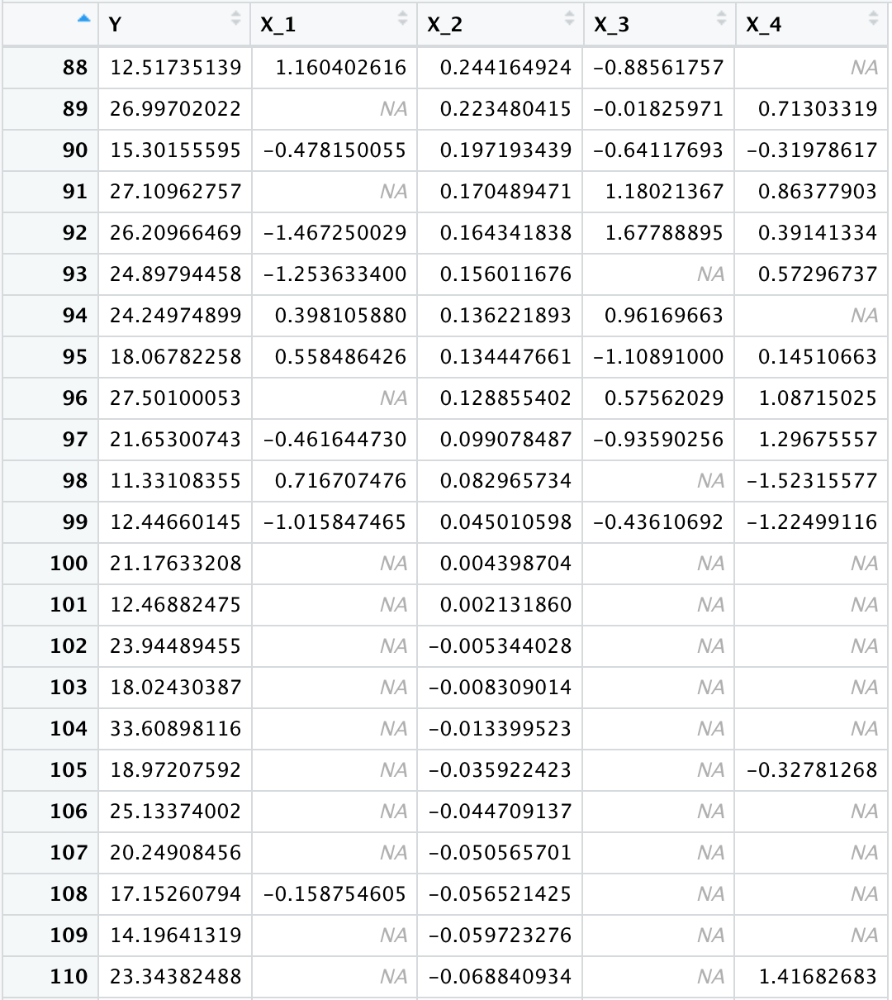 Y X_1 X_2 X_3 X_4
88 12.51735139 1.160402616 0.244164924 −0.88561757 NA
89 26.99702022 NA 0.223480415 −0.01825971 0.71303319
90 15.30155595 −0.478150055 0.197193439 −0.64117693 −0.31978617
91 27.10962757 NA 0.170489471 1.18021367 0.86377903
92 26.20966469 −1.467250029 0.164341838 1.67788895 0.39141334
93 24.89794458 −1.253633400 0.156011676 NA 0.57296737
94 24.24974899 0.398105880 0.136221893 0.96169663 NA
95 18.06782258 0.558486426 0.134447661 −1.10891000 0.14510663
96 27.50100053 NA 0.128855402 0.57562029 1.08715025
97 21.65300743 −0.461644730 0.099078487 −0.93590256 1.29675557
98 11.33108355 0.716707476 0.082965734 NA −1.52315577
99 12.44660145 −1.015847465 0.045010598 −0.43610692 −1.22499116
100 21.17633208 NA 0.004398704 NA NA
101 12.46882475 NA 0.002131860 NA NA
102 23.94489455 NA −0.005344028 NA NA
103 18.02430387 NA −0.008309014 NA NA
104 33.60898116 NA −0.013399523 NA NA
105 18.97207592 NA −0.035922423 NA −0.32781268
106 25.13374002 NA −0.044709137 NA NA
107 20.24908456 NA −0.050565701 NA NA
108 17.15260794 −0.158754605 −0.056521425 NA NA
109 14.19641319 NA −0.059723276 NA NA
110 23.34382488 NA −0.068840934 NA 1.41682683